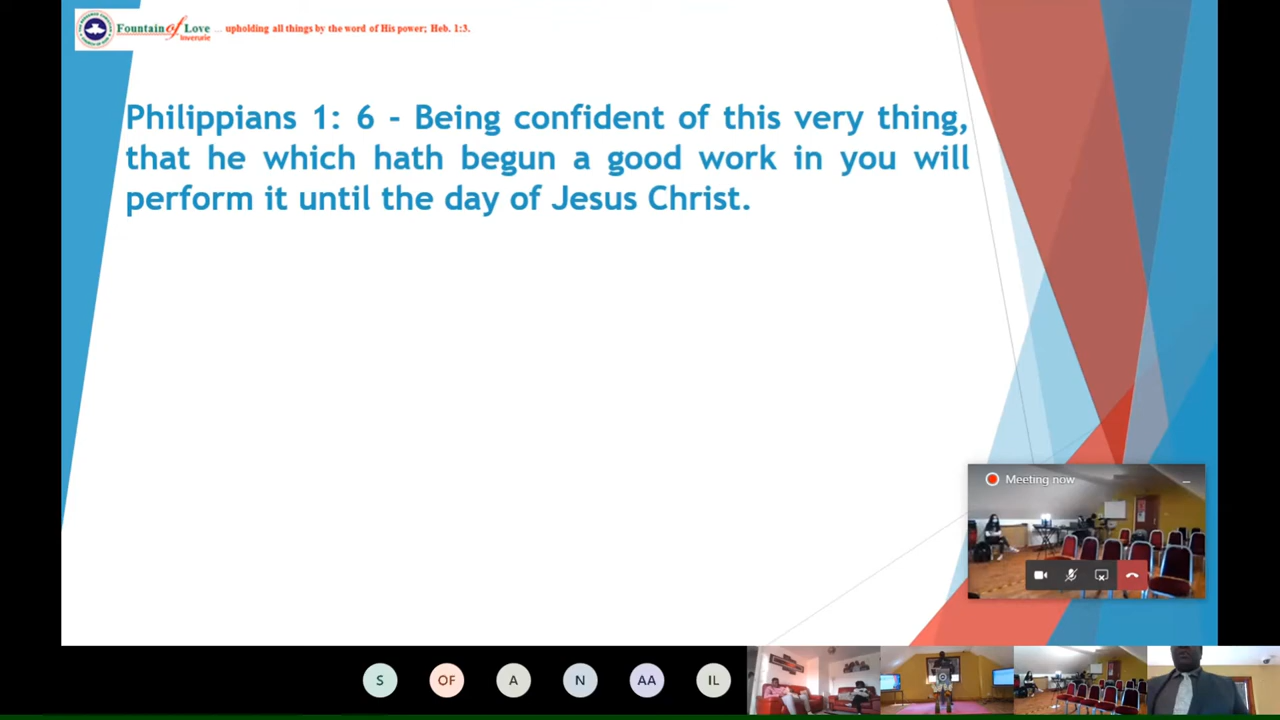 Fountain of Love ... upholding all things by the word of His power; Heb. 1:3.
Inverurie
Philippians 1: 6 - Being confident of this very thing,
that he which hath begun a good work in you will
perform it until the day of Jesus Christ.
Meeting now
S OF A N AA IL